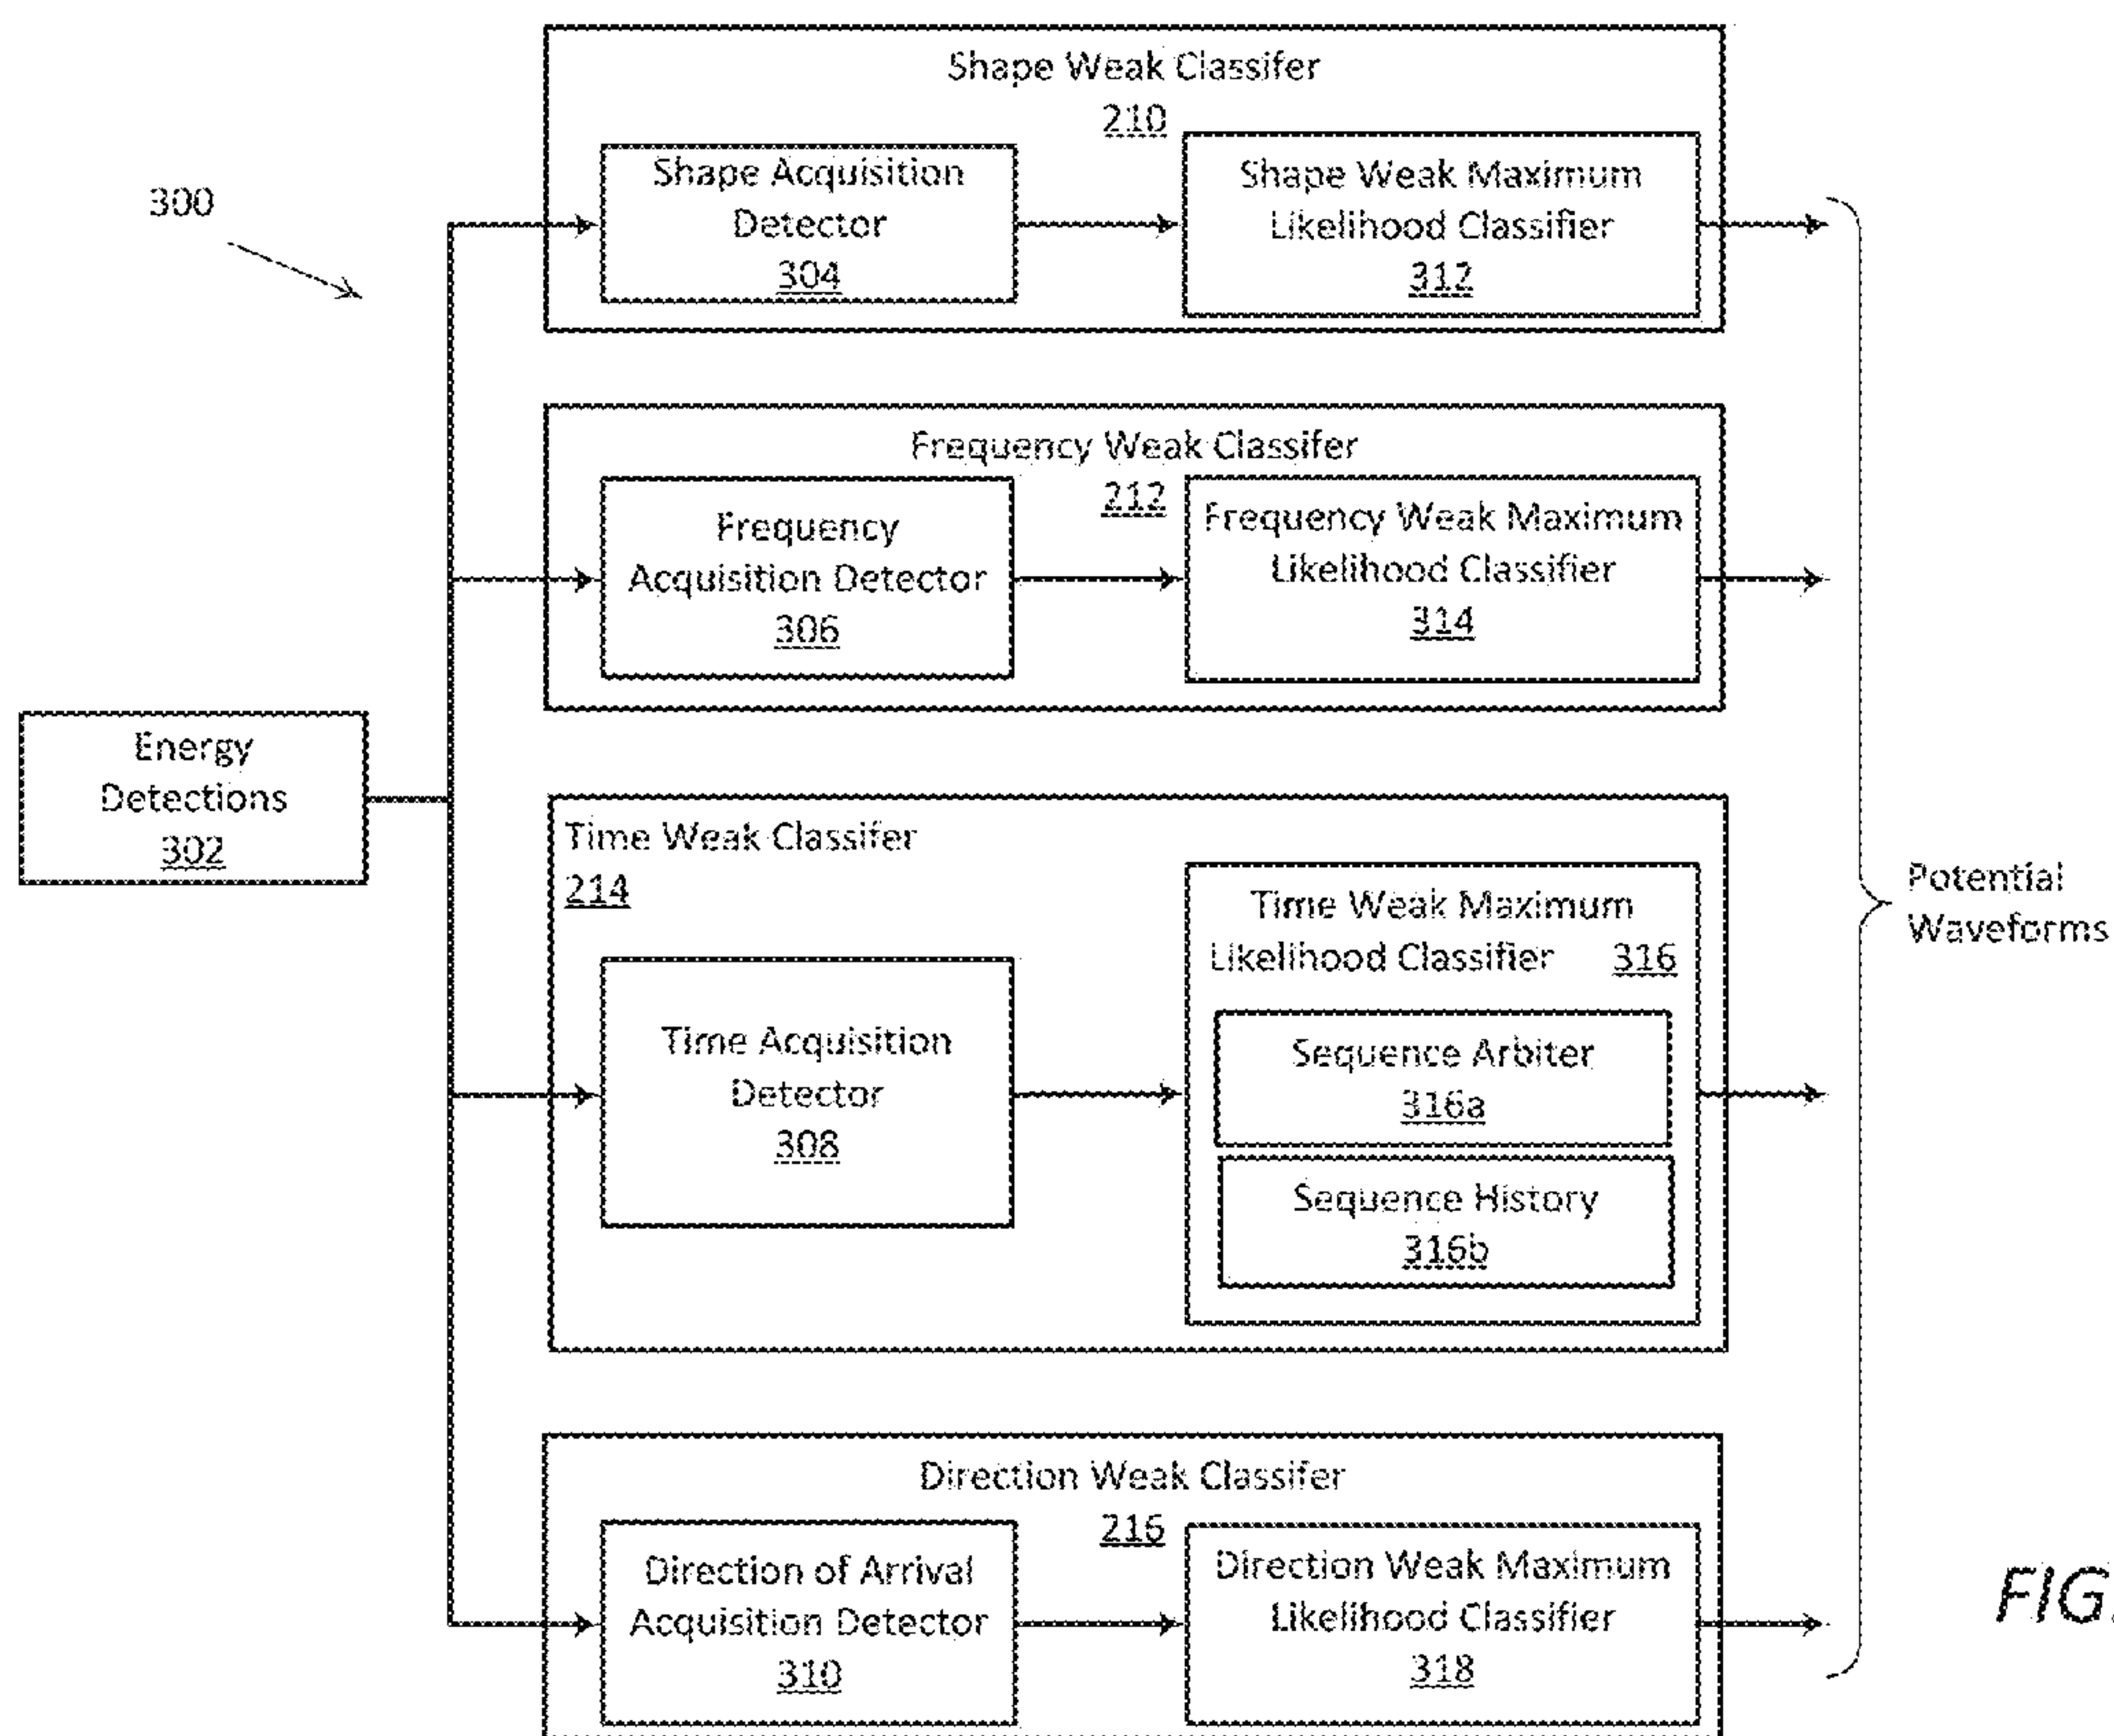 300
Energy
Detections
302
Shape Weak Classifer
210
Shape Acquisition
Detector
304
Shape Weak Maximum
Likelihood Classifier
312
Frequency Weak Classifer
212
Frequency
Acquisition Detector
306
Frequency Weak Maximum
Likelihood Classifier
314
Time Weak Classifer
214
Time Acquisition
Detector
308
Time Weak Maximum
Likelihood Classifier 316
Sequence Arbiter
316a
Sequence History
316b
Direction Weak Classifer
216
Direction of Arrival
Acquisition Detector
310
Direction Weak Maximum
Likelihood Classifier
318
Potential
Waveforms
FIG.